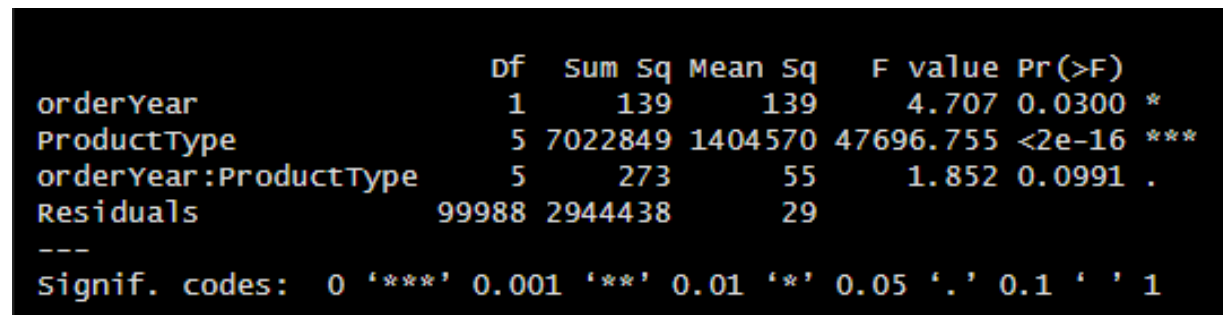 Df Sum Sq Mean Sq F value Pr(>F)
orderYear 1 139 139 4.707 0.0300 *
ProductType 5 7022849 1404570 47696.755 <2e-16 ***
orderYear:ProductType 5 273 55 1.852 0.0991 .
Residuals 99988 2944438 29
---
Signif. codes: 0 ‘***’ 0.001 ‘**’ 0.01 ‘*’ 0.05 ‘.’ 0.1 ‘ ’ 1